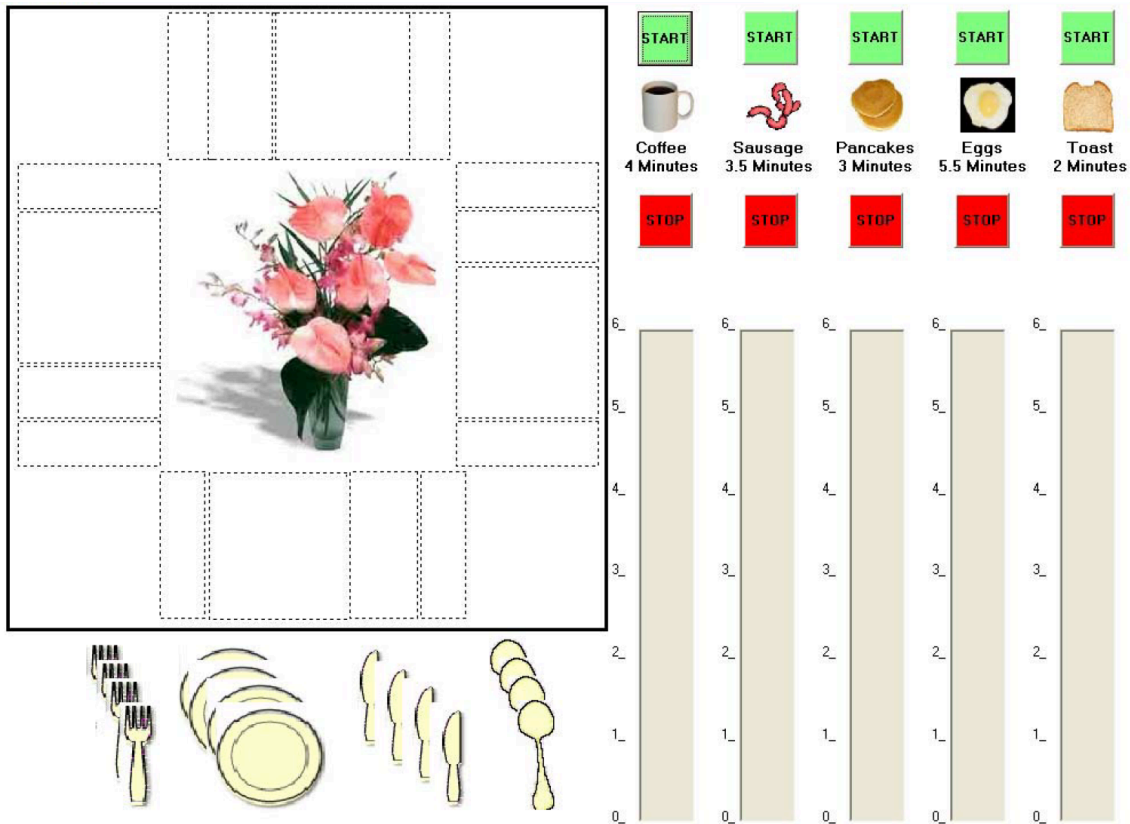 START START START START START
Coffee Sausage Pancakes Eggs Toast
4 Minutes 3.5 Minutes 3 Minutes 5.5 Minutes 2 Minutes
STOP STOP STOP STOP STOP
6_ 6_ 6_ 6_ 6_
5_ 5_ 5_ 5_ 5_
4_ 4_ 4_ 4_ 4_
3_ 3_ 3_ 3_ 3_
2_ 2_ 2_ 2_ 2_
1_ 1_ 1_ 1_ 1_
0_ 0_ 0_ 0_ 0_